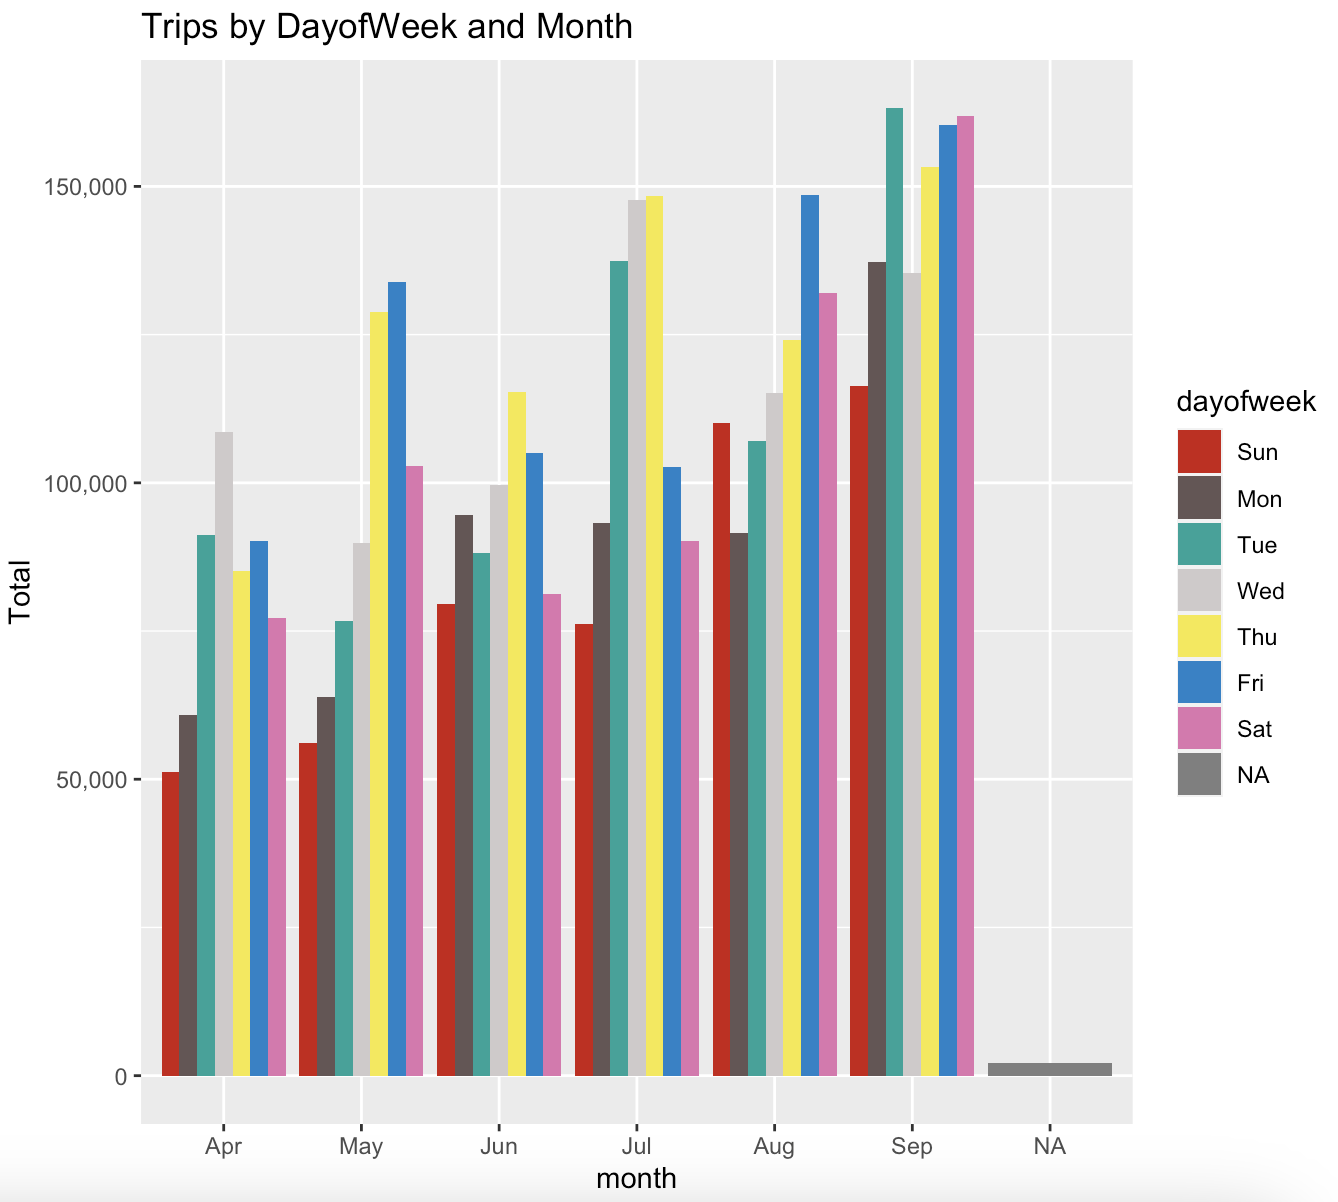 Trips by DayofWeek and Month
Total
150,000
100,000
50,000
0
Apr May Jun Jul Aug Sep NA
month
dayofweek
Sun
Mon
Tue
Wed
Thu
Fri
Sat
NA